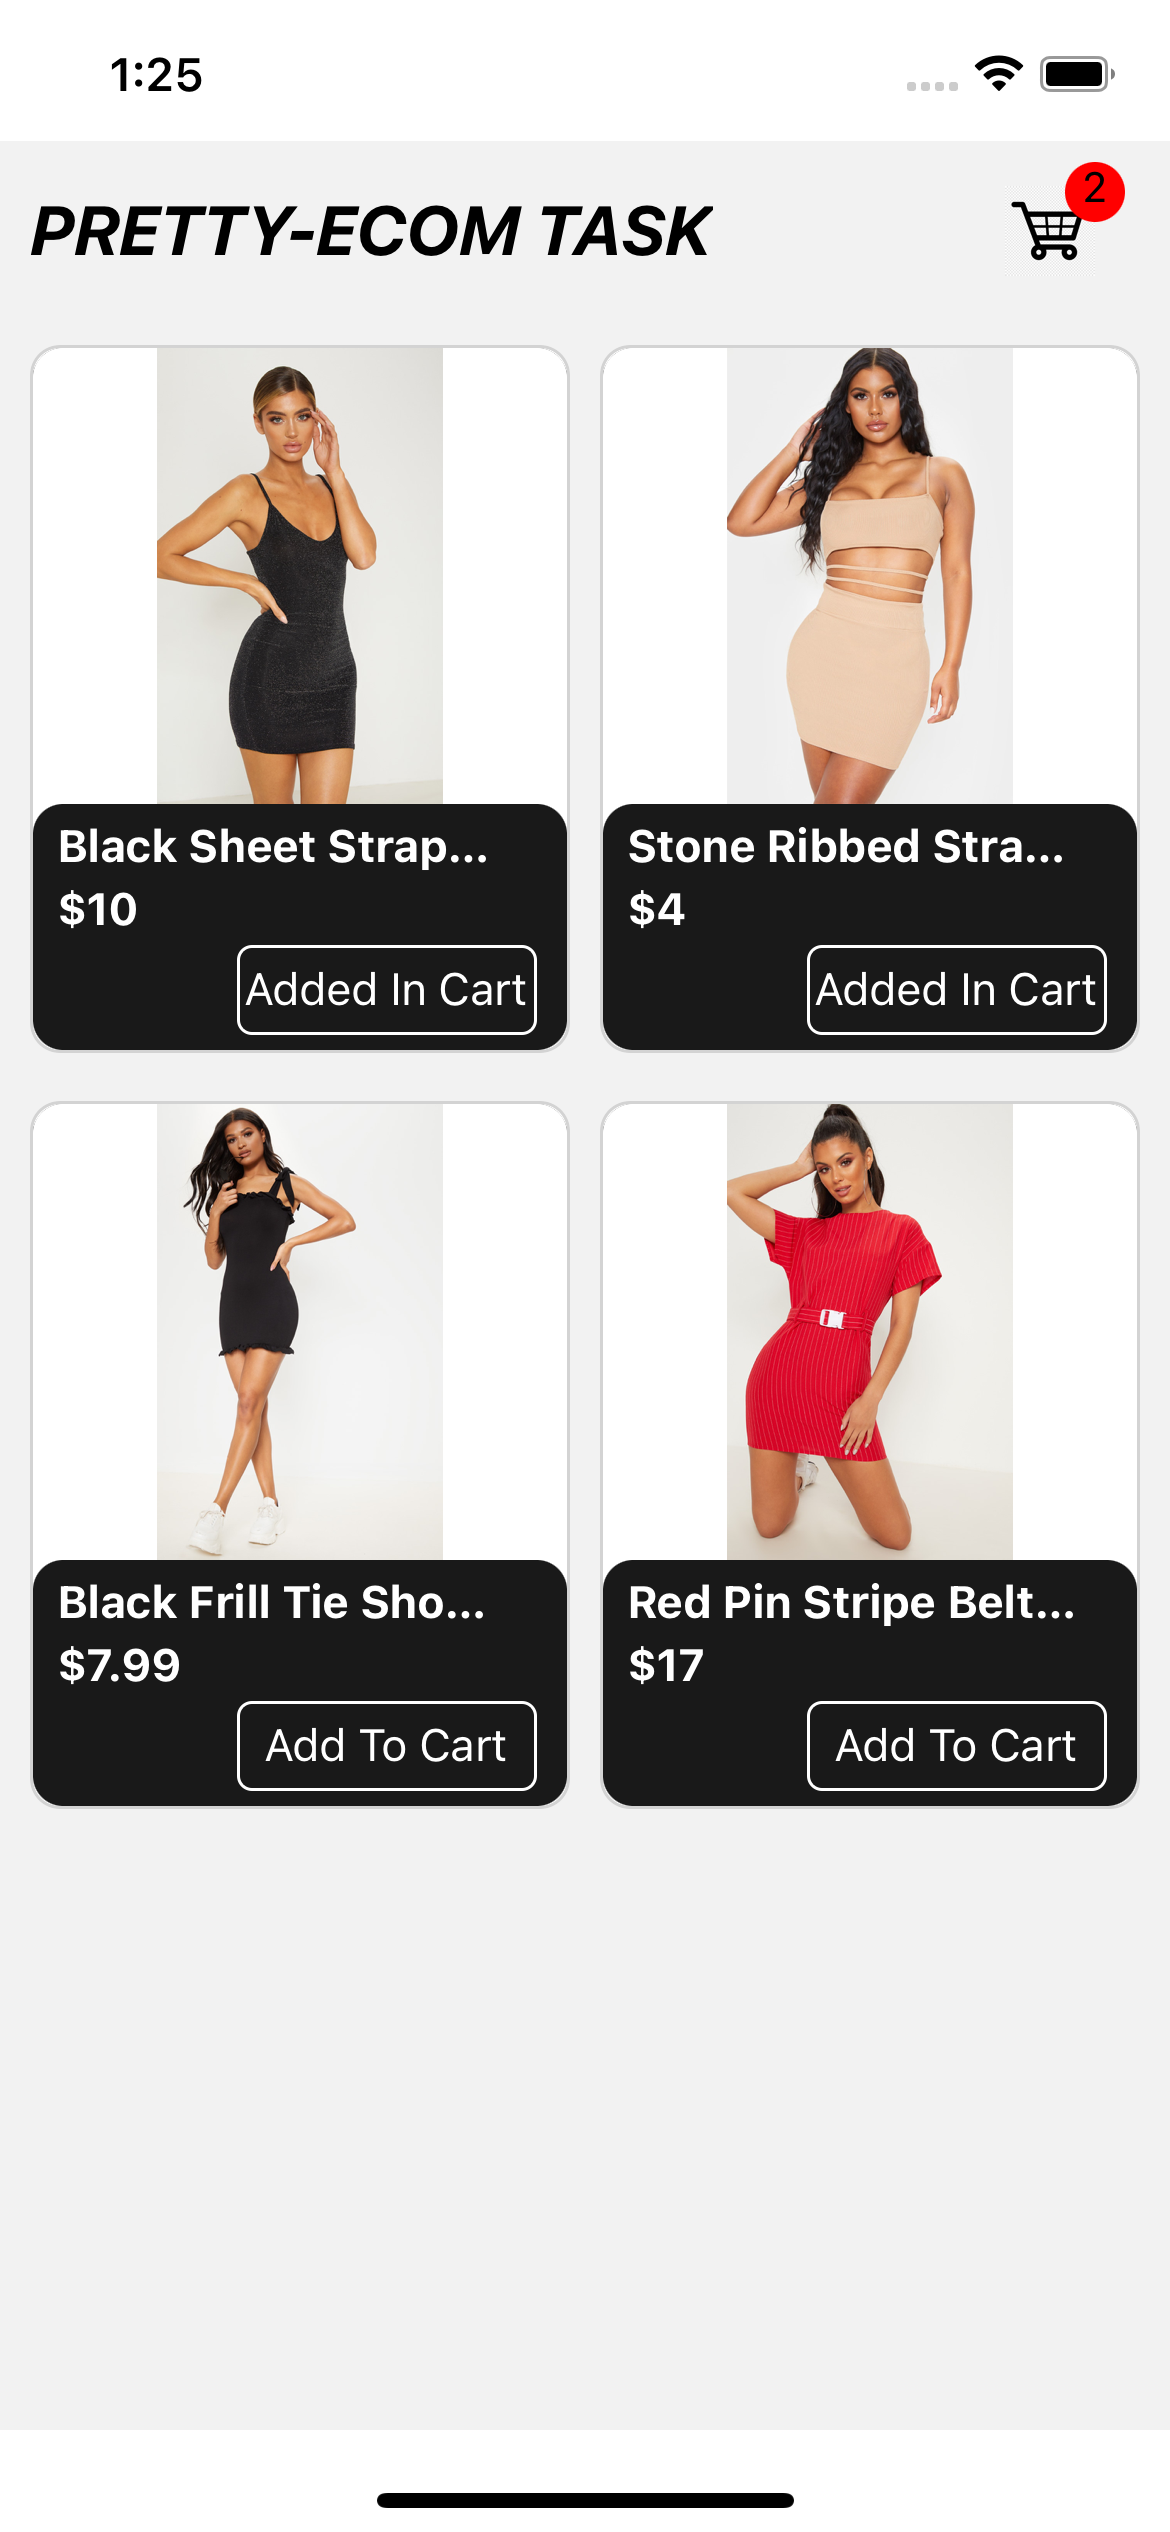 1:25
PRETTY-ECOM TASK
2
Black Sheet Strap...
$10
Added In Cart
Stone Ribbed Stra...
$4
Added In Cart
Black Frill Tie Sho...
$7.99
Add To Cart
Red Pin Stripe Belt...
$17
Add To Cart